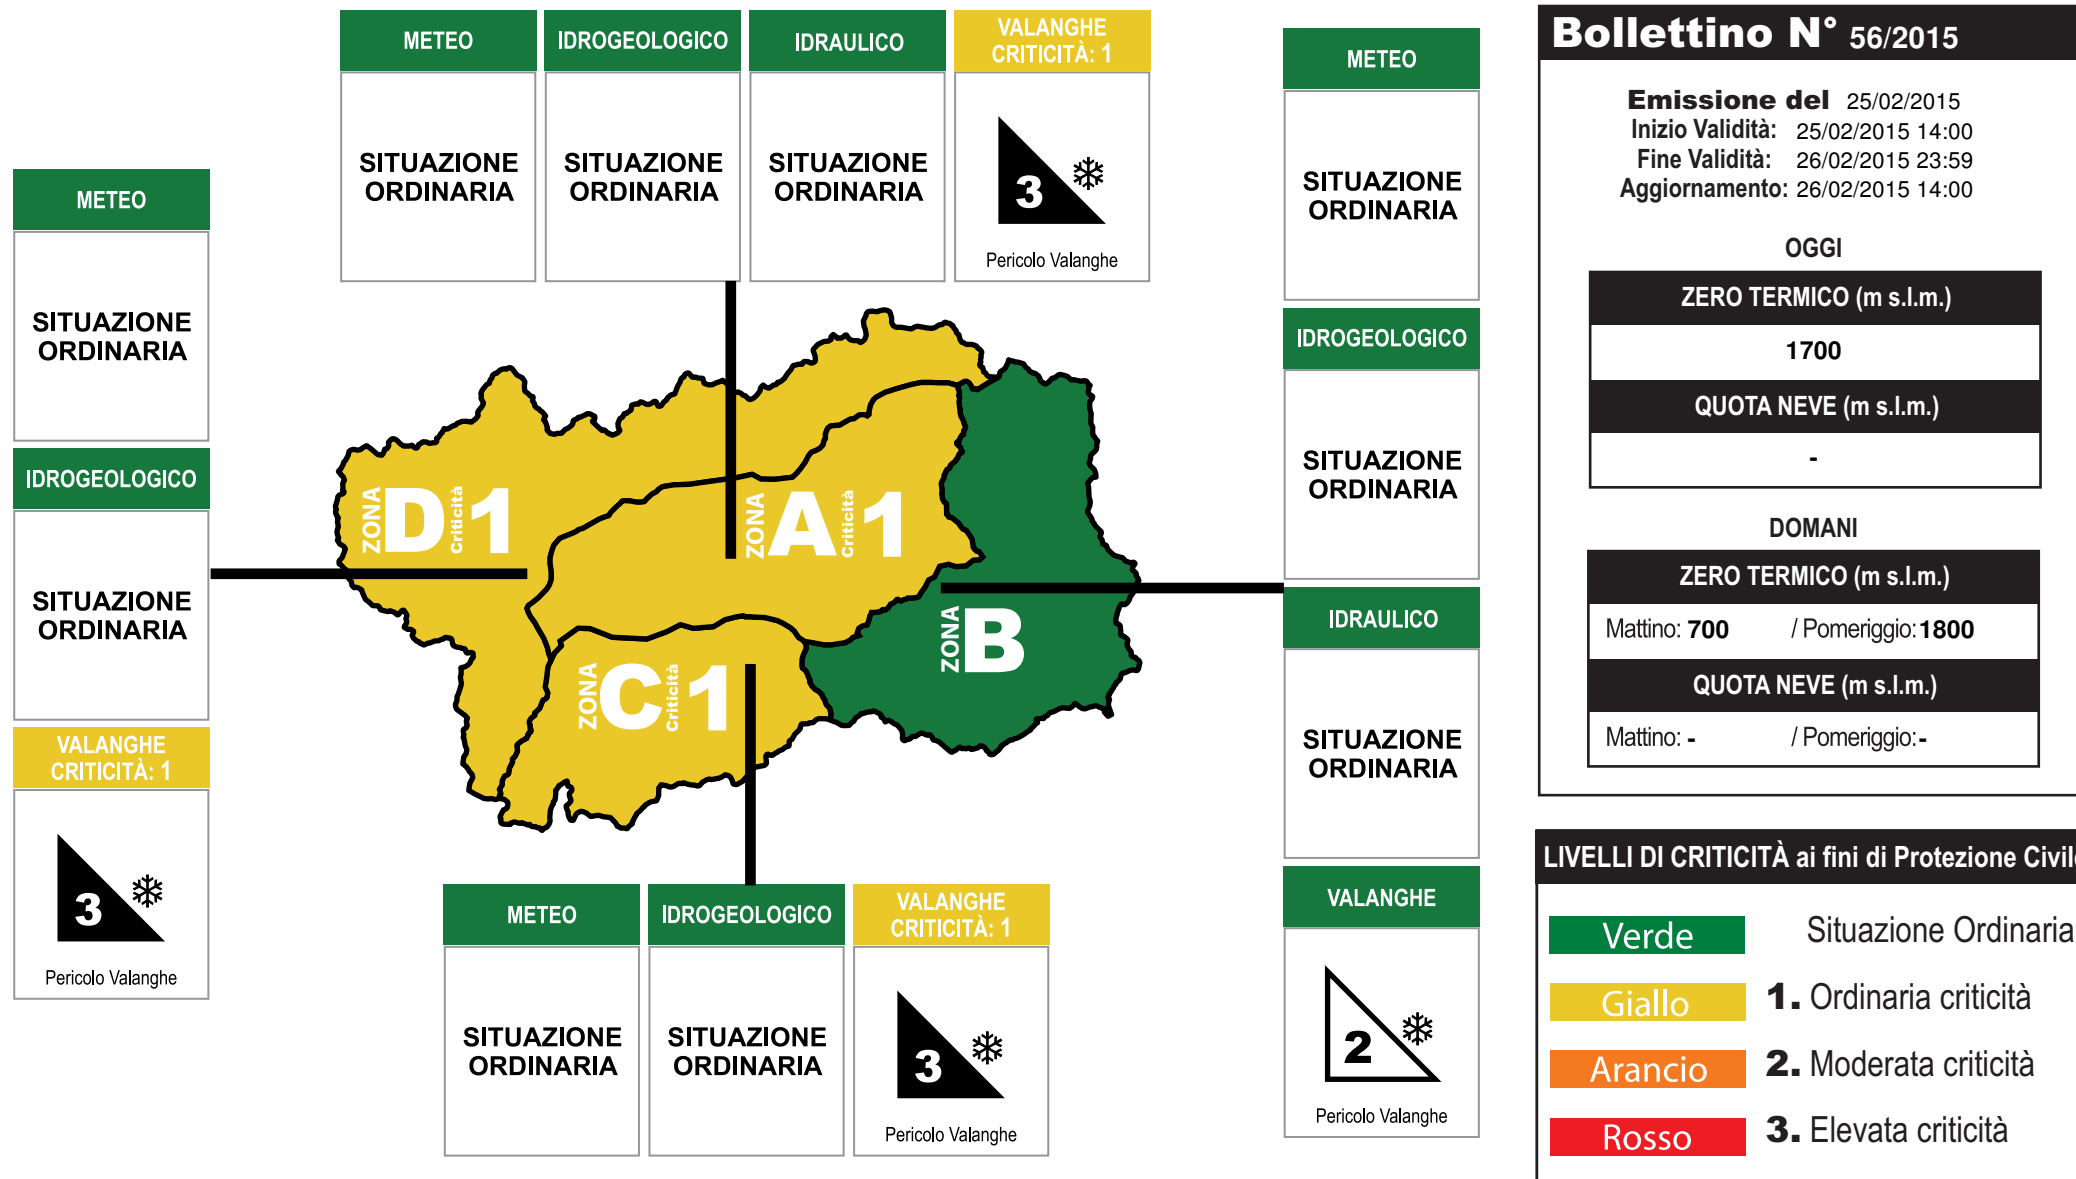 METEO
SITUAZIONE
ORDINARIA
IDROGEOLOGICO
SITUAZIONE
ORDINARIA
IDRAULICO
SITUAZIONE
ORDINARIA
VALANGHE
CRITICITÀ: 1
3
Pericolo Valanghe
METEO
SITUAZIONE
ORDINARIA
IDROGEOLOGICO
SITUAZIONE
ORDINARIA
VALANGHE
CRITICITÀ: 1
3
Pericolo Valanghe
ZONA D Criticità 1
ZONA A Criticità 1
ZONA B
ZONA C Criticità 1
METEO
SITUAZIONE
ORDINARIA
IDROGEOLOGICO
SITUAZIONE
ORDINARIA
VALANGHE
CRITICITÀ: 1
3
Pericolo Valanghe
METEO
SITUAZIONE
ORDINARIA
IDROGEOLOGICO
SITUAZIONE
ORDINARIA
IDRAULICO
SITUAZIONE
ORDINARIA
VALANGHE
2
Pericolo Valanghe
Bollettino N° 56/2015
Emissione del 25/02/2015
Inizio Validità: 25/02/2015 14:00
Fine Validità: 26/02/2015 23:59
Aggiornamento: 26/02/2015 14:00
OGGI
ZERO TERMICO (m s.l.m.)
1700
QUOTA NEVE (m s.l.m.)
-
DOMANI
ZERO TERMICO (m s.l.m.)
Mattino: 700 / Pomeriggio: 1800
QUOTA NEVE (m s.l.m.)
Mattino: - / Pomeriggio: -
LIVELLI DI CRITICITÀ ai fini di Protezione Civile
Verde Situazione Ordinaria
Giallo 1. Ordinaria criticità
Arancio 2. Moderata criticità
Rosso 3. Elevata criticità